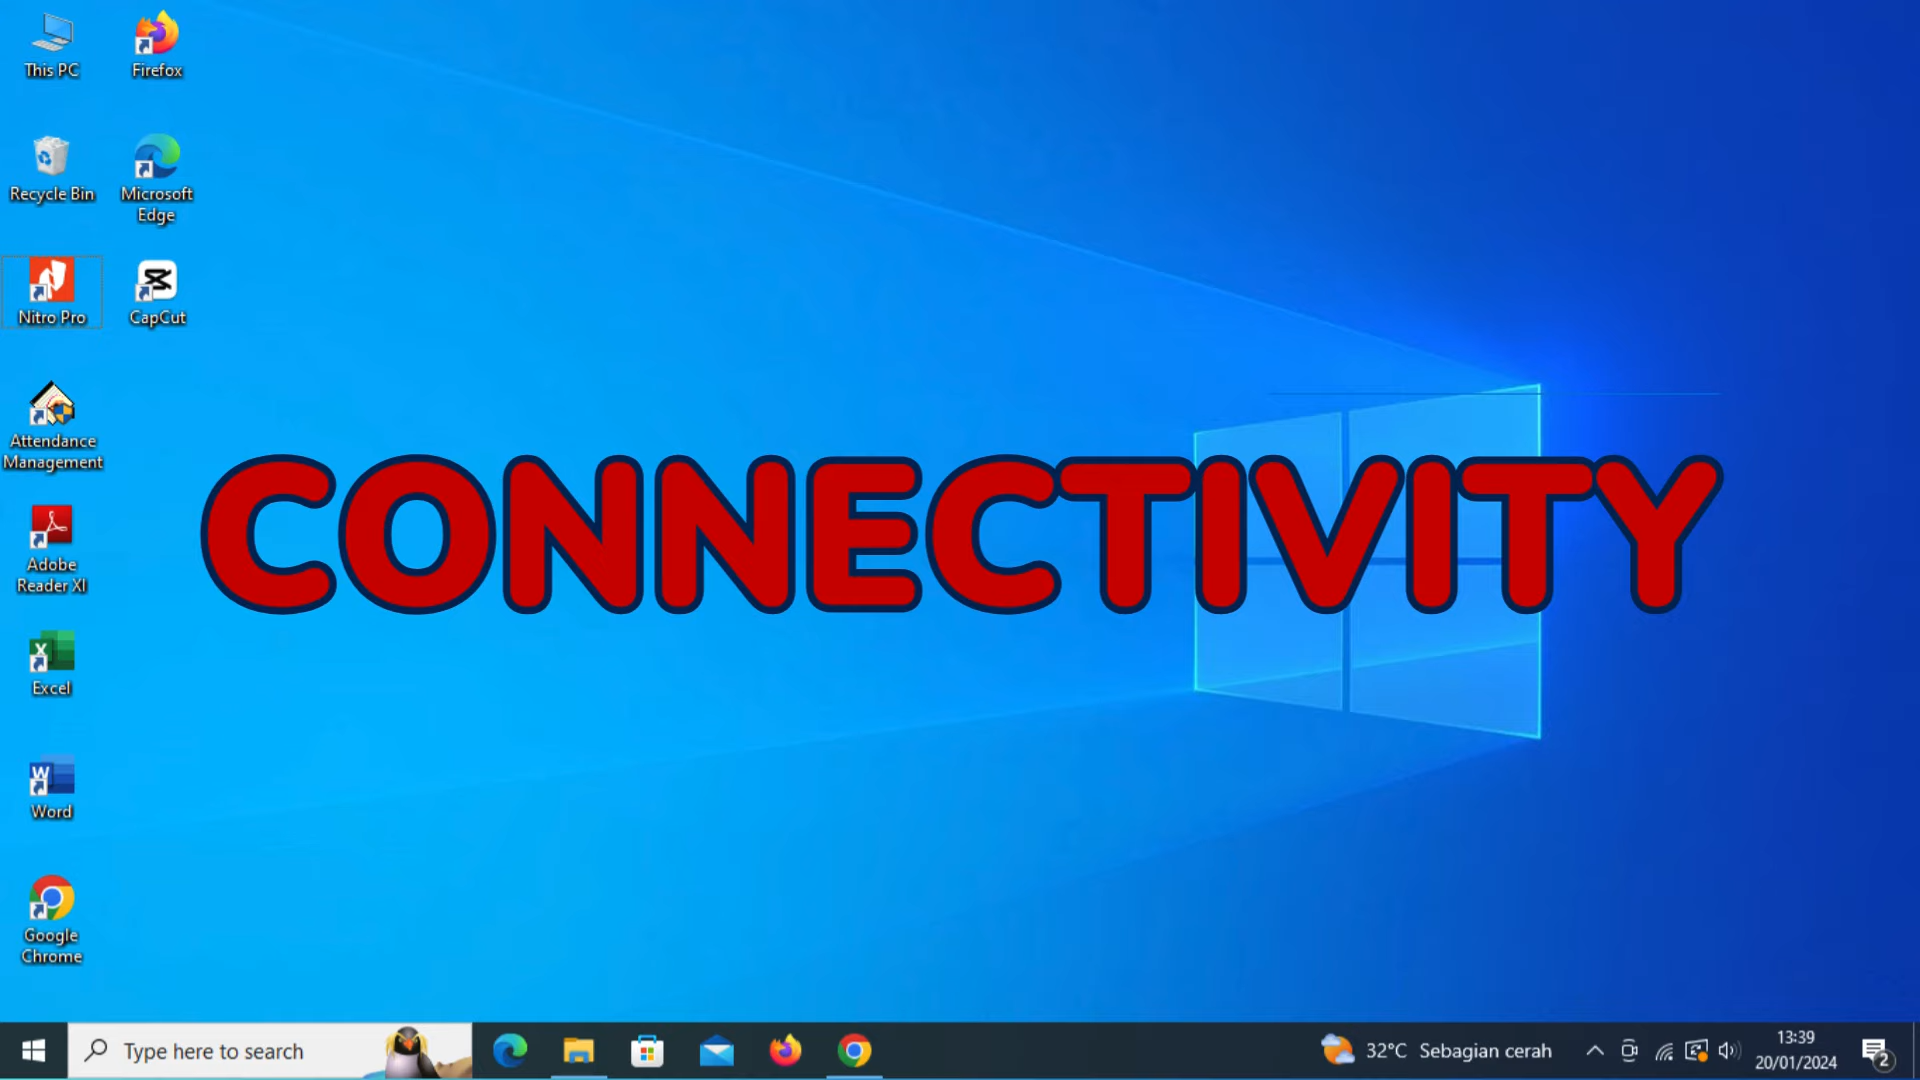 This PC
Firefox
Recycle Bin
Microsoft
Edge
Nitro Pro
CapCut
Attendance
Management
Adobe
Reader XI
Excel
Word
Google
Chrome
CONNECTIVITY
Type here to search
32°C Sebagian cerah
13:39
20/01/2024
2